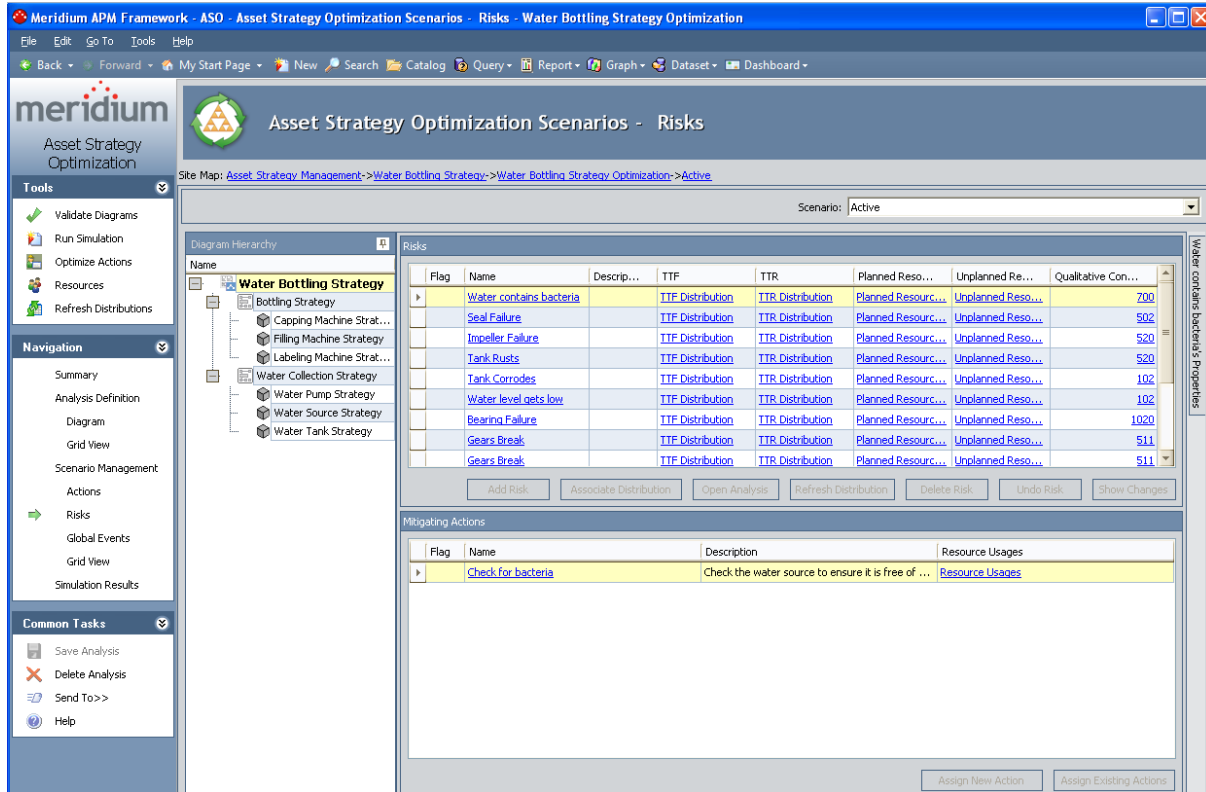 Meridium APM Framework - ASO - Asset Strategy Optimization Scenarios - Risks - Water Bottling Strategy Optimization
File Edit Go To Tools Help
Back Forward My Start Page New Search Catalog Query Report Graph Dataset Dashboard
meridium
Asset Strategy
Optimization
Tools
Validate Diagrams
Run Simulation
Optimize Actions
Resources
Refresh Distributions
Navigation
Summary
Analysis Definition
Diagram
Grid View
Scenario Management
Actions
Risks
Global Events
Grid View
Simulation Results
Common Tasks
Save Analysis
Delete Analysis
Send To>>
Help
Asset Strategy Optimization Scenarios - Risks
Site Map: Asset Strategy Management->Water Bottling Strategy->Water Bottling Strategy Optimization->Active
Scenario: Active
Diagram Hierarchy
Name
Water Bottling Strategy
Bottling Strategy
Capping Machine Strat...
Filling Machine Strategy
Labeling Machine Strat...
Water Collection Strategy
Water Pump Strategy
Water Source Strategy
Water Tank Strategy
Risks
Flag Name Descrip... TTF TTR Planned Reso... Unplanned Re... Qualitative Con...
Water contains bacteria TTF Distribution TTR Distribution Planned Resourc... Unplanned Reso... 700
Seal Failure TTF Distribution TTR Distribution Planned Resourc... Unplanned Reso... 502
Impeller Failure TTF Distribution TTR Distribution Planned Resourc... Unplanned Reso... 520
Tank Rusts TTF Distribution TTR Distribution Planned Resourc... Unplanned Reso... 520
Tank Corrodes TTF Distribution TTR Distribution Planned Resourc... Unplanned Reso... 102
Water level gets low TTF Distribution TTR Distribution Planned Resourc... Unplanned Reso... 102
Bearing Failure TTF Distribution TTR Distribution Planned Resourc... Unplanned Reso... 1020
Gears Break TTF Distribution TTR Distribution Planned Resourc... Unplanned Reso... 511
Gears Break TTF Distribution TTR Distribution Planned Resourc... Unplanned Reso... 511
Add Risk Associate Distribution Open Analysis Refresh Distribution Delete Risk Undo Risk Show Changes
Mitigating Actions
Flag Name Description Resource Usages
Check for bacteria Check the water source to ensure it is free of ... Resource Usages
Assign New Action Assign Existing Actions
Water contains bacteria's Properties